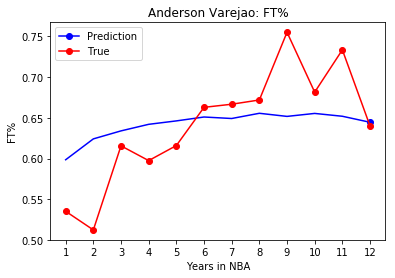 Anderson Varejao: FT%
Prediction
True
0.75
0.70
0.65
0.60
0.55
0.50
FT%
1 2 3 4 5 6 7 8 9 10 11 12
Years in NBA